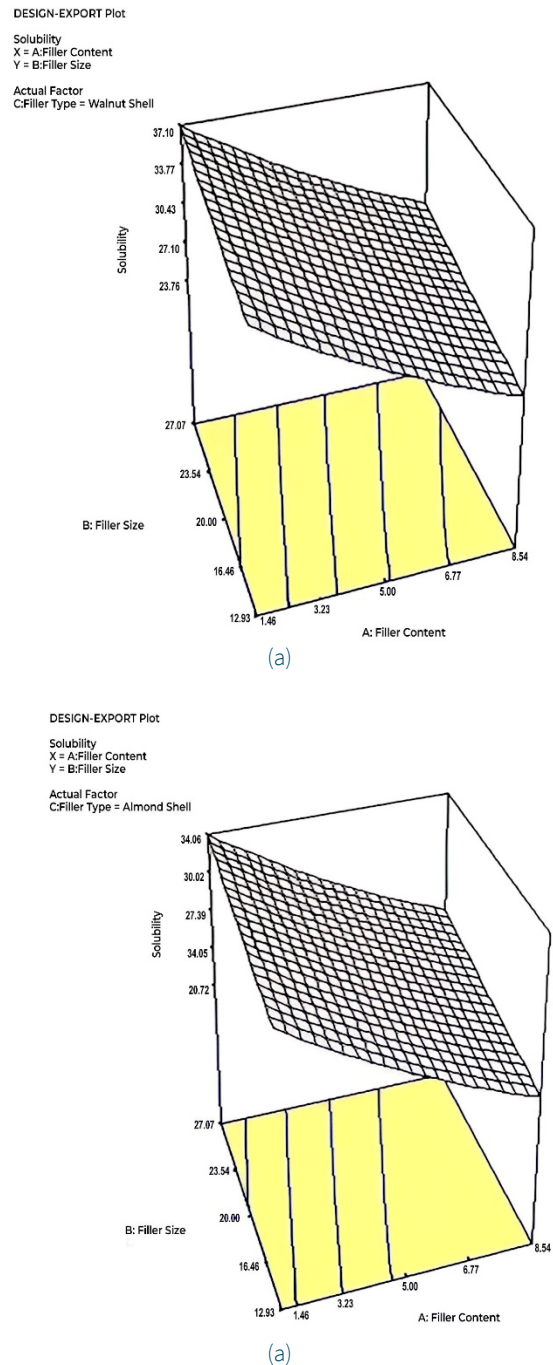 DESIGN-EXPORT Plot
Solubility
X = A:Filler Content
Y = B:Filler Size
Actual Factor
C:Filler Type = Walnut Shell
37.10
33.77
30.43
27.10
23.76
Solubility
27.07
23.54
20.00
16.46
12.93
B: Filler Size
1.46
3.23
5.00
6.77
8.54
A: Filler Content
(a)
DESIGN-EXPORT Plot
Solubility
X = A:Filler Content
Y = B:Filler Size
Actual Factor
C:Filler Type = Almond Shell
34.06
30.02
27.39
34.05
20.72
Solubility
27.07
23.54
20.00
16.46
12.93
B: Filler Size
1.46
3.23
5.00
6.77
8.54
A: Filler Content
(a)